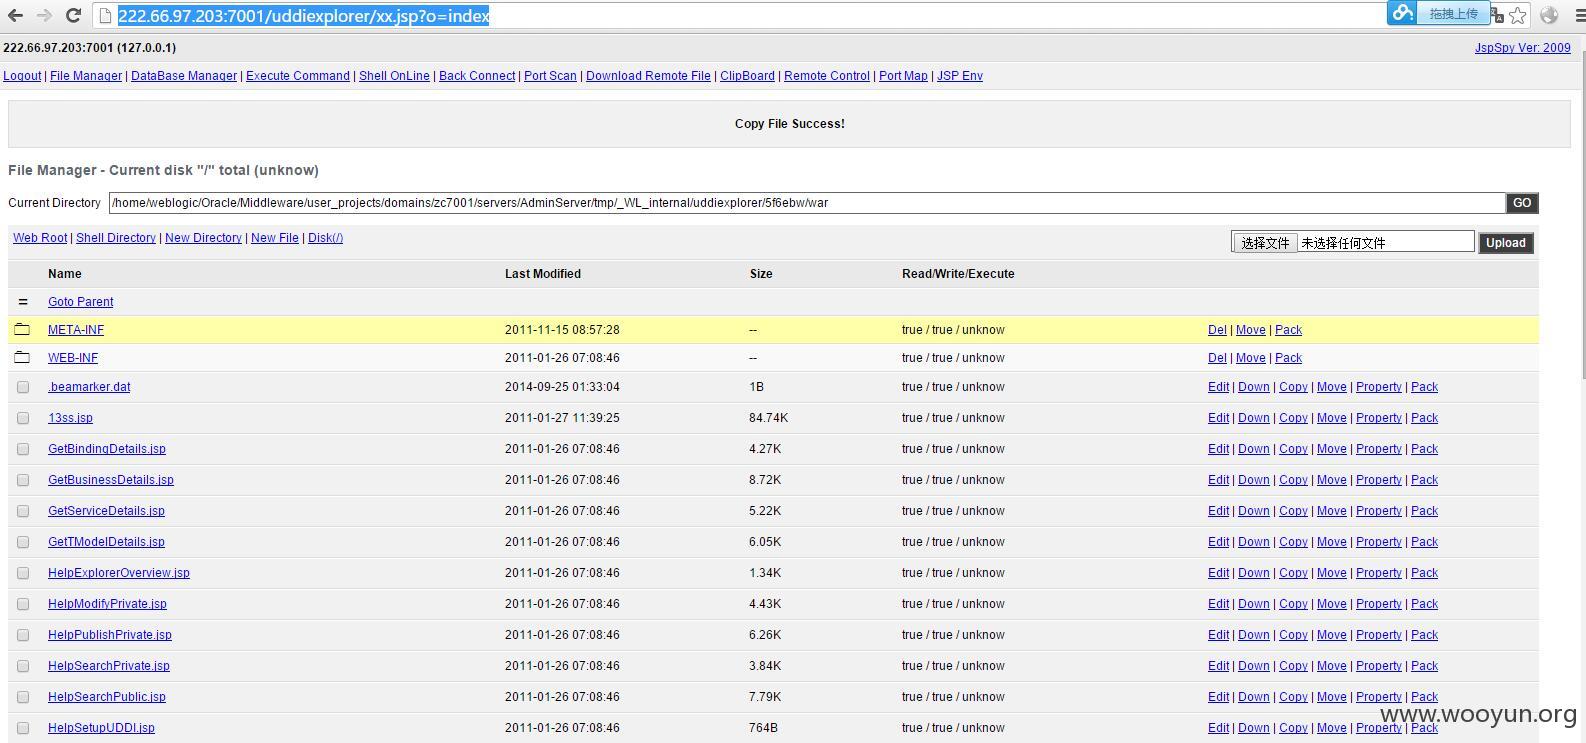 222.66.97.203:7001/uddiexplorer/xx.jsp?o=index 拖拽上传
222.66.97.203:7001 (127.0.0.1) JspSpy Ver: 2009
Logout | File Manager | DataBase Manager | Execute Command | Shell OnLine | Back Connect | Port Scan | Download Remote File | ClipBoard | Remote Control | Port Map | JSP Env
Copy File Success!
File Manager - Current disk "/" total (unknow)
Current Directory /home/weblogic/Oracle/Middleware/user_projects/domains/zc7001/servers/AdminServer/tmp/_WL_internal/uddiexplorer/5f6ebw/war GO
Web Root | Shell Directory | New Directory | New File | Disk(/) 选择文件 未选择任何文件 Upload
Name Last Modified Size Read/Write/Execute
= Goto Parent
META-INF 2011-11-15 08:57:28 -- true / true / unknow Del | Move | Pack
WEB-INF 2011-01-26 07:08:46 -- true / true / unknow Del | Move | Pack
.beamarker.dat 2014-09-25 01:33:04 1B true / true / unknow Edit | Down | Copy | Move | Property | Pack
13ss.jsp 2011-01-27 11:39:25 84.74K true / true / unknow Edit | Down | Copy | Move | Property | Pack
GetBindingDetails.jsp 2011-01-26 07:08:46 4.27K true / true / unknow Edit | Down | Copy | Move | Property | Pack
GetBusinessDetails.jsp 2011-01-26 07:08:46 8.72K true / true / unknow Edit | Down | Copy | Move | Property | Pack
GetServiceDetails.jsp 2011-01-26 07:08:46 5.22K true / true / unknow Edit | Down | Copy | Move | Property | Pack
GetTModelDetails.jsp 2011-01-26 07:08:46 6.05K true / true / unknow Edit | Down | Copy | Move | Property | Pack
HelpExplorerOverview.jsp 2011-01-26 07:08:46 1.34K true / true / unknow Edit | Down | Copy | Move | Property | Pack
HelpModifyPrivate.jsp 2011-01-26 07:08:46 4.43K true / true / unknow Edit | Down | Copy | Move | Property | Pack
HelpPublishPrivate.jsp 2011-01-26 07:08:46 6.26K true / true / unknow Edit | Down | Copy | Move | Property | Pack
HelpSearchPrivate.jsp 2011-01-26 07:08:46 3.84K true / true / unknow Edit | Down | Copy | Move | Property | Pack
HelpSearchPublic.jsp 2011-01-26 07:08:46 7.79K true / true / unknow Edit | Down | Copy | Move | Property | Pack
HelpSetupUDDI.jsp 2011-01-26 07:08:46 764B true / true / unknow Edit | Down | Copy | Move | Property | Pack
www.wooyun.org